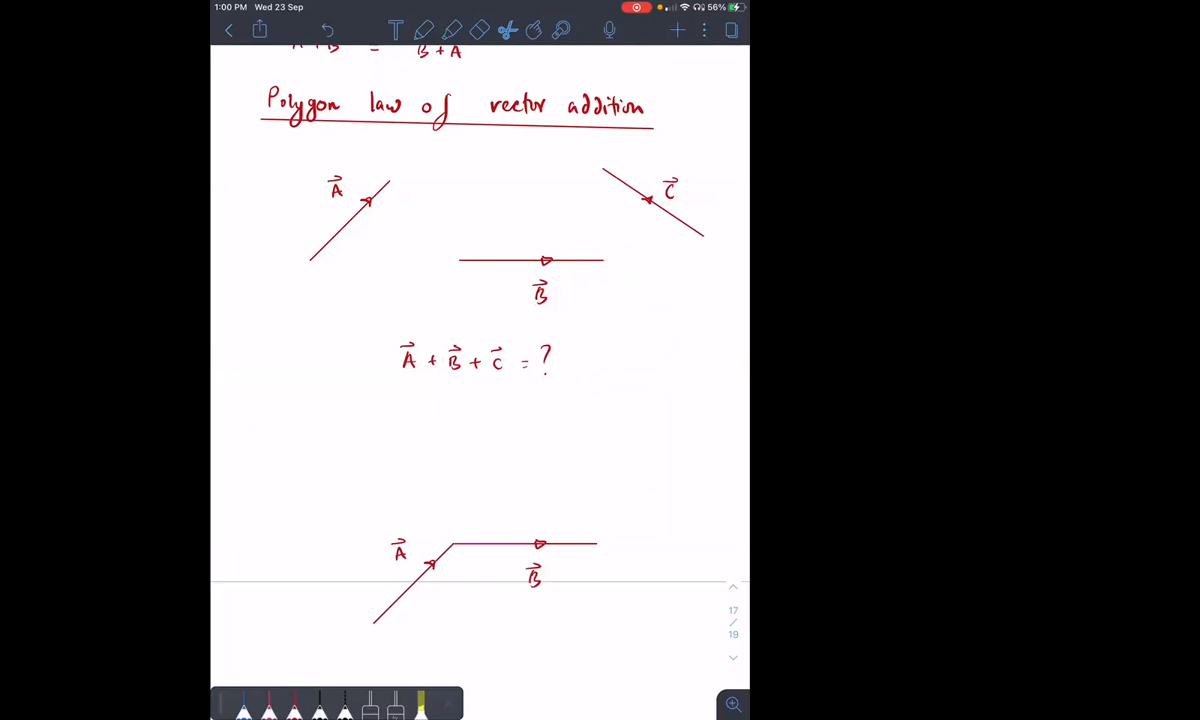 1:00 PM Wed 23 Sep 56%
B + A
Polygon law of vector addition
A⃗
C⃗
B⃗
A⃗ + B⃗ + C⃗ = ?
A⃗
B⃗
17
/
19